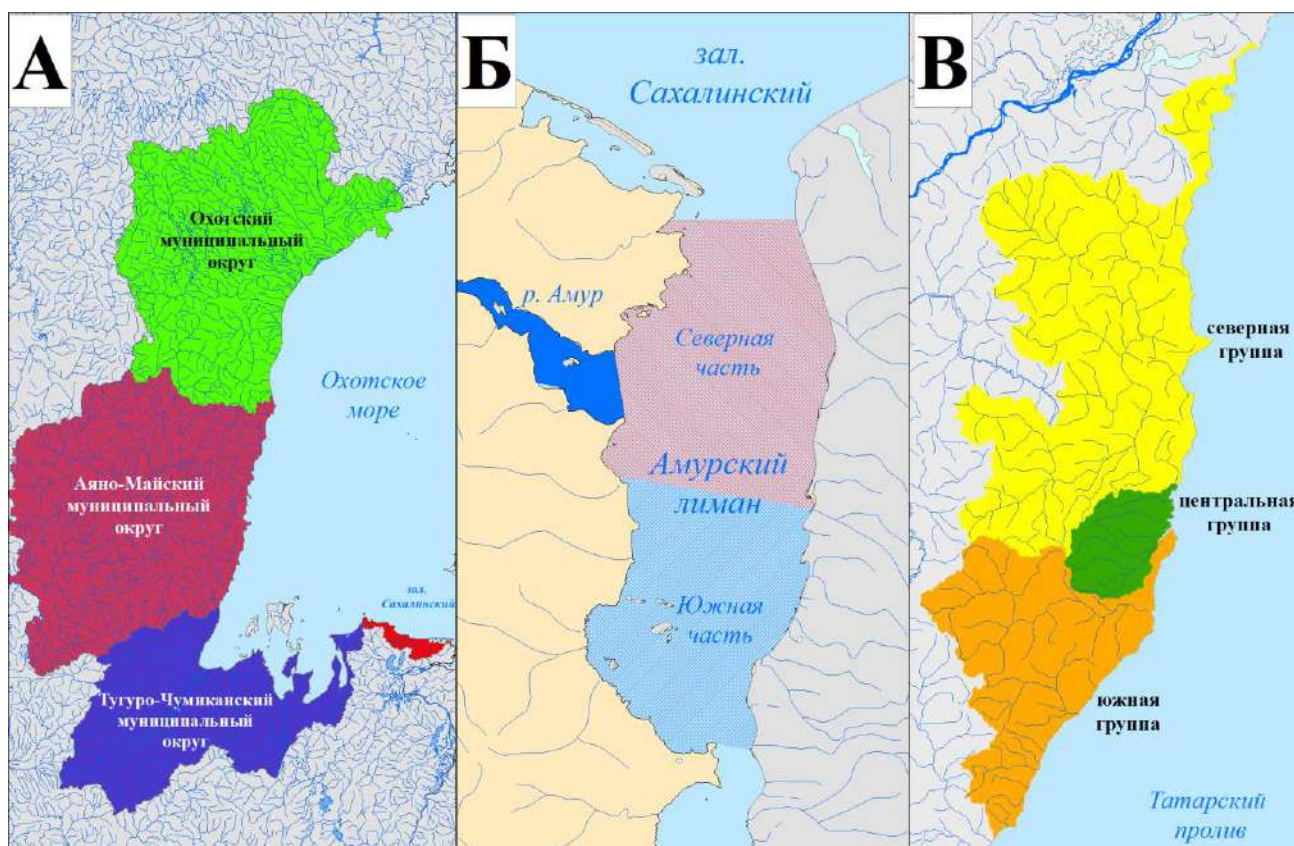 А
Охотский
муниципальный
округ
Охотское
море
Аяно-Майский
муниципальный
округ
зал.
Сахалинский
Тугуро-Чумиканский
муниципальный
округ
Б
зал.
Сахалинский
р. Амур
Северная
часть
Амурский
лиман
Южная
часть
В
северная
группа
центральная
группа
южная
группа
Татарский
пролив